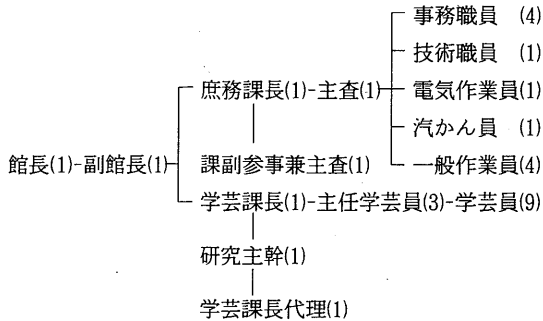 事務職員 (4)
技術職員 (1)
庶務課長(1)-主査(1) 電気作業員(1)
汽かん員 (1)
館長(1)-副館長(1) 課副参事兼主査(1) 一般作業員(4)
学芸課長(1)-主任学芸員(3)-学芸員(9)
研究主幹(1)
学芸課長代理(1)